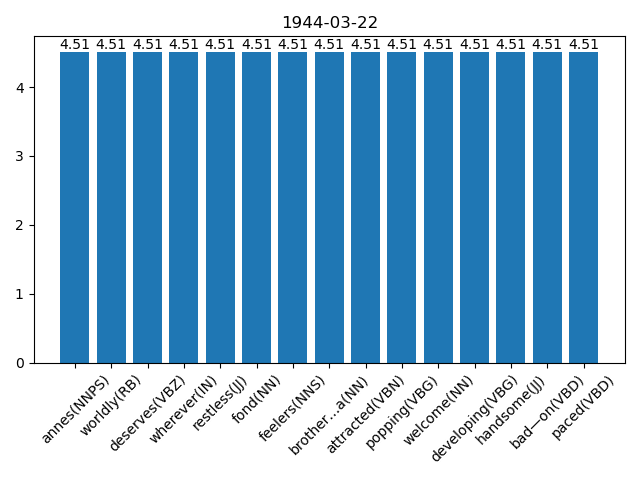 1944-03-22
4.51 4.51 4.51 4.51 4.51 4.51 4.51 4.51 4.51 4.51 4.51 4.51 4.51 4.51 4.51
4
3
2
1
0
annes(NNPS)
worldly(RB)
deserves(VBZ)
wherever(IN)
restless(JJ)
fond(NN)
feelers(NNS)
brother...a(NN)
attracted(VBN)
popping(VBG)
welcome(NN)
developing(VBG)
handsome(JJ)
bad—on(VBD)
paced(VBD)